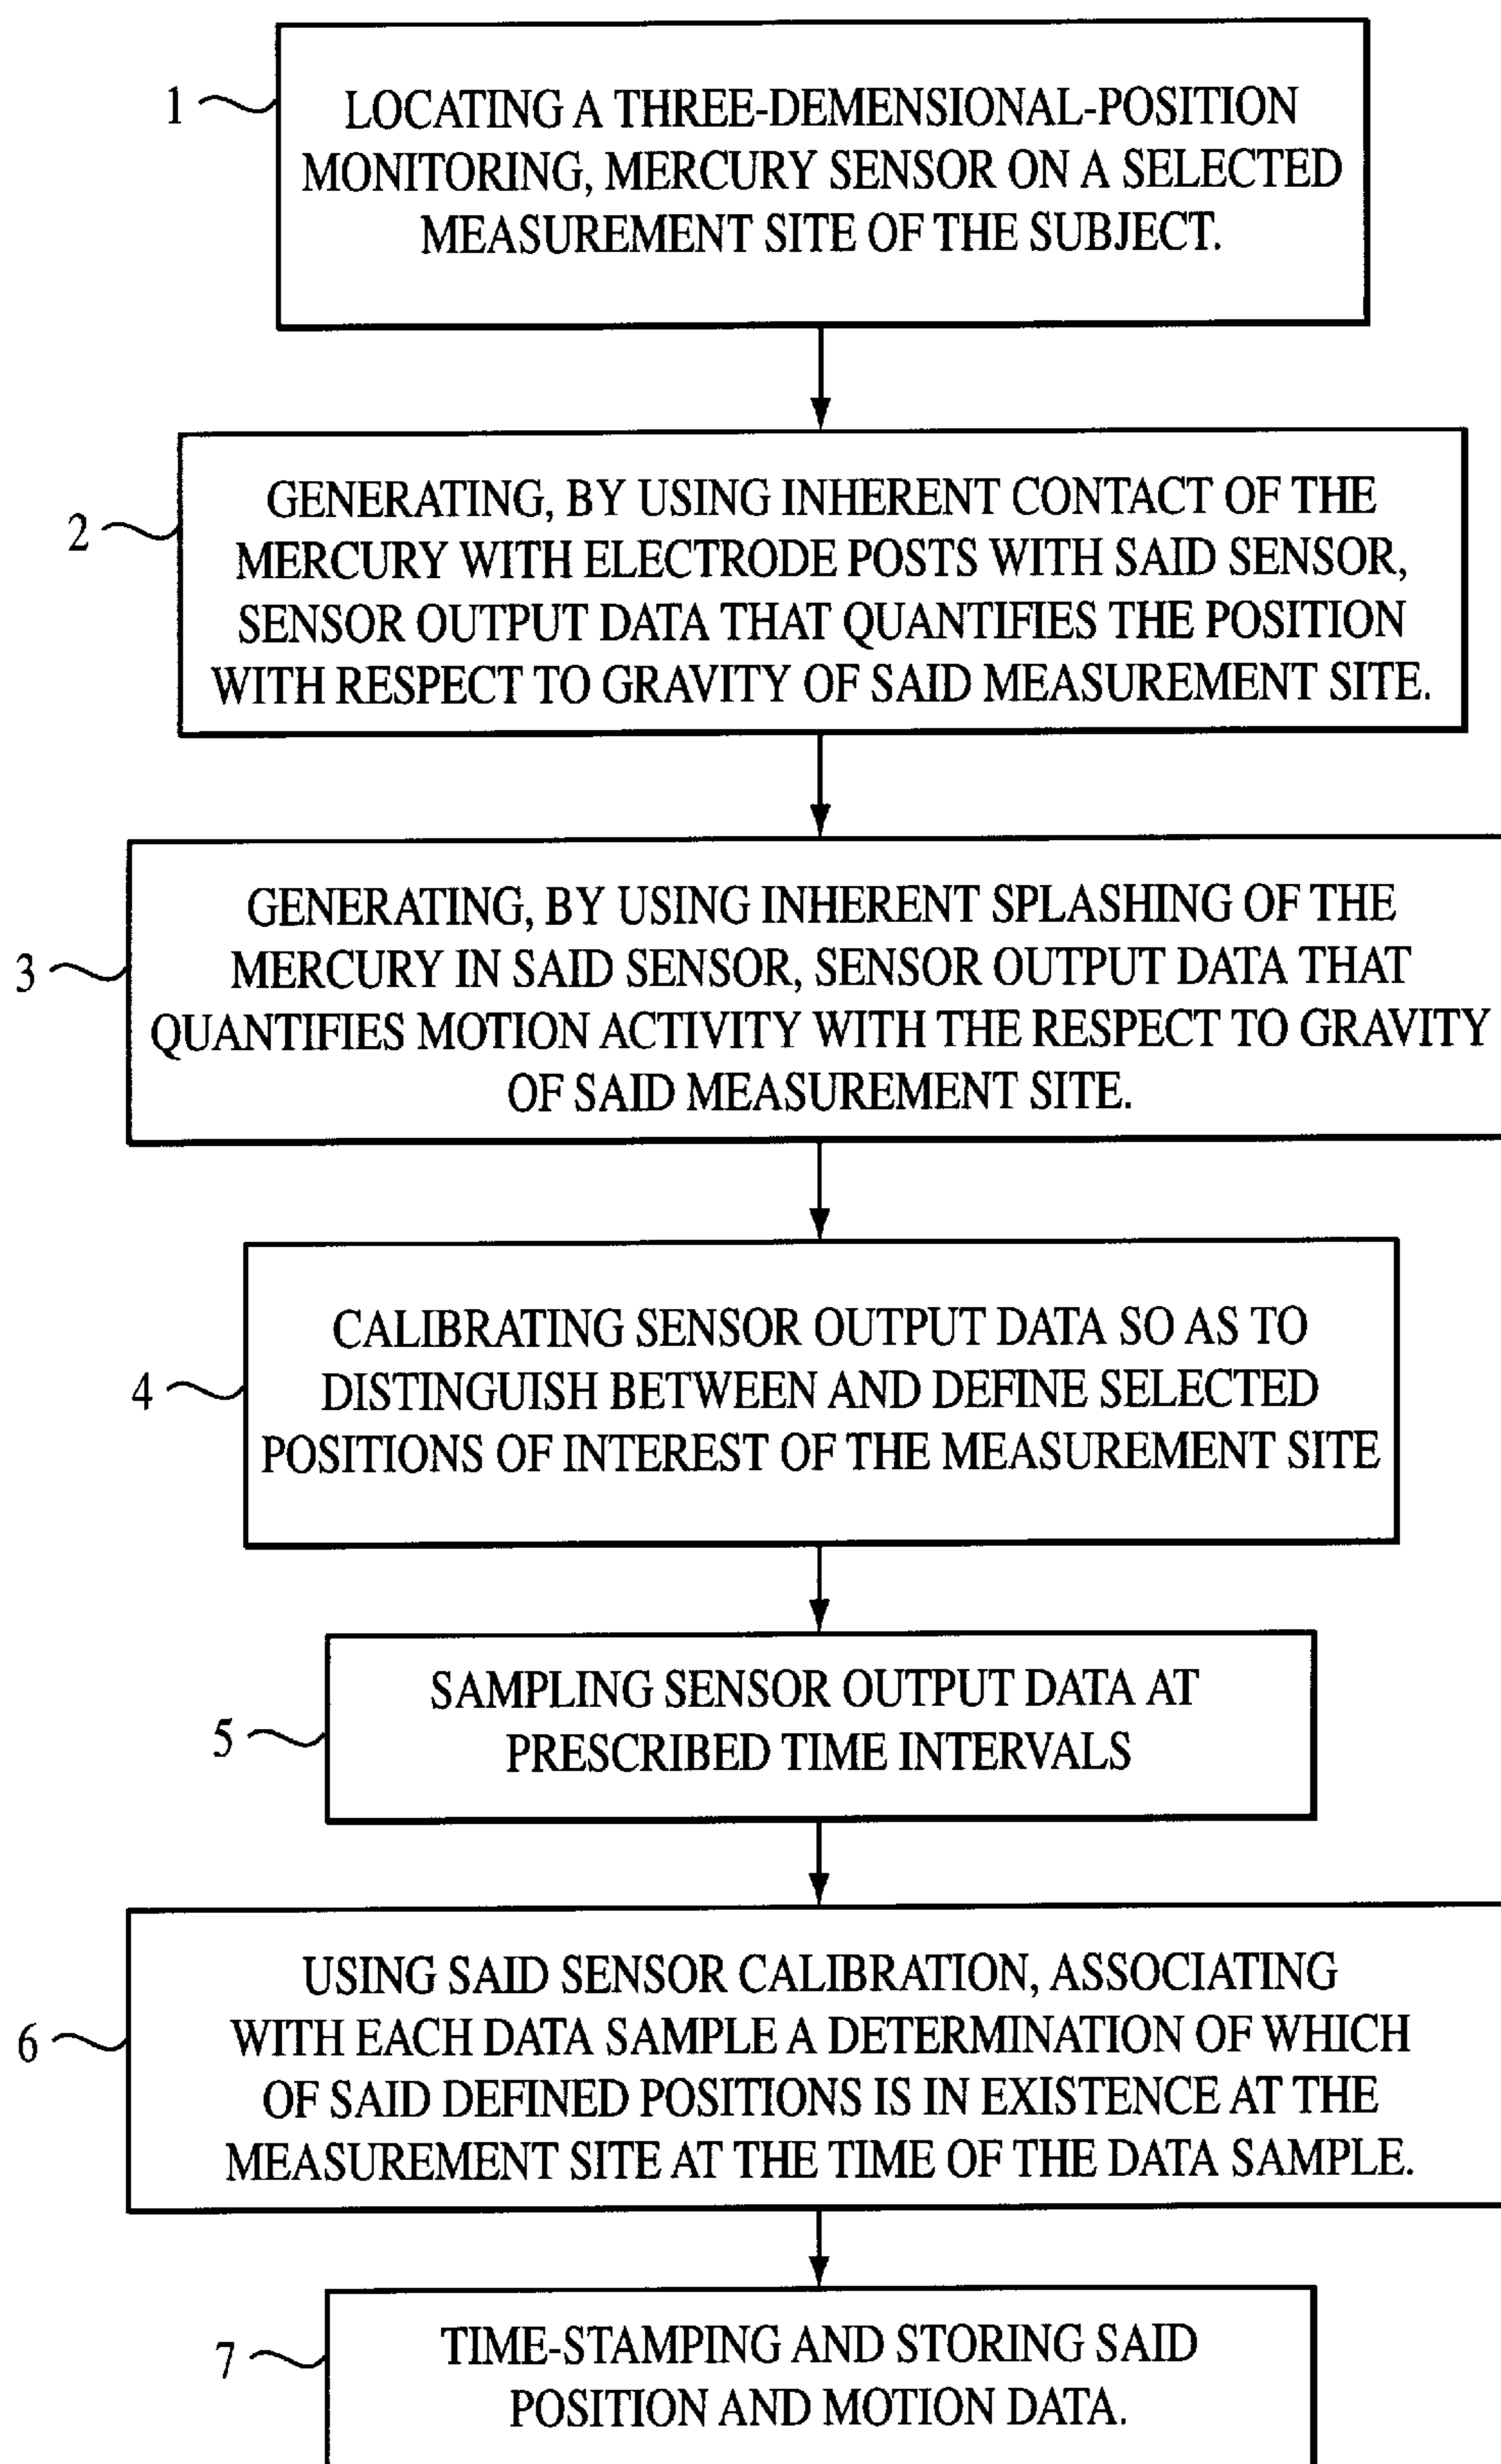 1
LOCATING A THREE-DEMENSIONAL-POSITION
MONITORING, MERCURY SENSOR ON A SELECTED
MEASUREMENT SITE OF THE SUBJECT.
2
GENERATING, BY USING INHERENT CONTACT OF THE
MERCURY WITH ELECTRODE POSTS WITH SAID SENSOR,
SENSOR OUTPUT DATA THAT QUANTIFIES THE POSITION
WITH RESPECT TO GRAVITY OF SAID MEASUREMENT SITE.
3
GENERATING, BY USING INHERENT SPLASHING OF THE
MERCURY IN SAID SENSOR, SENSOR OUTPUT DATA THAT
QUANTIFIES MOTION ACTIVITY WITH THE RESPECT TO GRAVITY
OF SAID MEASUREMENT SITE.
4
CALIBRATING SENSOR OUTPUT DATA SO AS TO
DISTINGUISH BETWEEN AND DEFINE SELECTED
POSITIONS OF INTEREST OF THE MEASUREMENT SITE
5
SAMPLING SENSOR OUTPUT DATA AT
PRESCRIBED TIME INTERVALS
6
USING SAID SENSOR CALIBRATION, ASSOCIATING
WITH EACH DATA SAMPLE A DETERMINATION OF WHICH
OF SAID DEFINED POSITIONS IS IN EXISTENCE AT THE
MEASUREMENT SITE AT THE TIME OF THE DATA SAMPLE.
7
TIME-STAMPING AND STORING SAID
POSITION AND MOTION DATA.